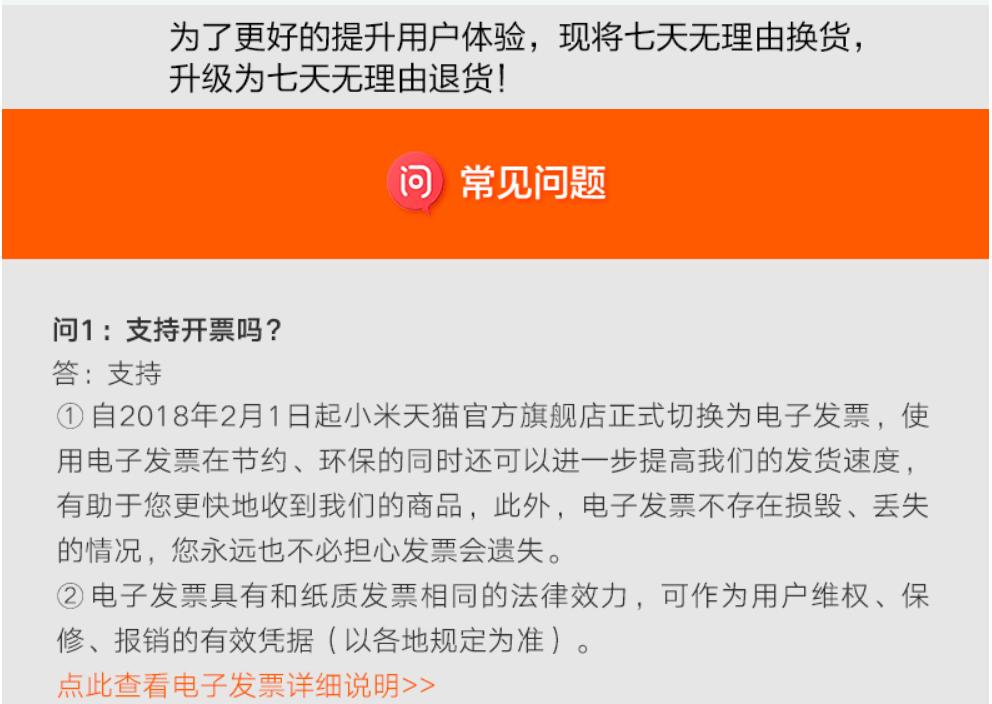 为了更好的提升用户体验，现将七天无理由换货，
升级为七天无理由退货！
问 常见问题
问1：支持开票吗？
答：支持
①自2018年2月1日起小米天猫官方旗舰店正式切换为电子发票，使
用电子发票在节约、环保的同时还可以进一步提高我们的发货速度，
有助于您更快地收到我们的商品，此外，电子发票不存在损毁、丢失
的情况，您永远也不必担心发票会遗失。
②电子发票具有和纸质发票相同的法律效力，可作为用户维权、保
修、报销的有效凭据（以各地规定为准）。
点此查看电子发票详细说明>>